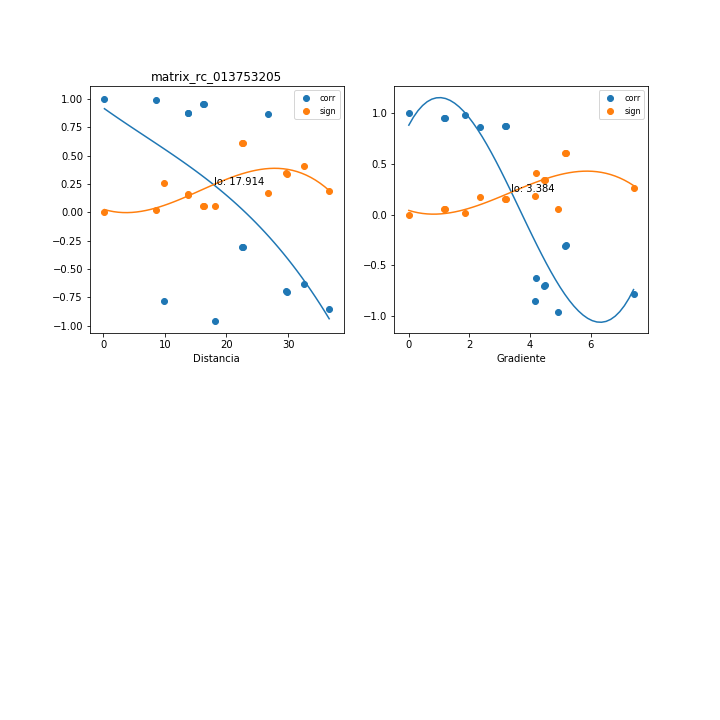 matrix_rc_013753205
1.00
0.75
0.50
0.25
0.00
−0.25
−0.50
−0.75
−1.00
corr
sign
Io: 17.914
0 10 20 30
Distancia
1.0
0.5
0.0
−0.5
−1.0
corr
sign
Io: 3.384
0 2 4 6
Gradiente